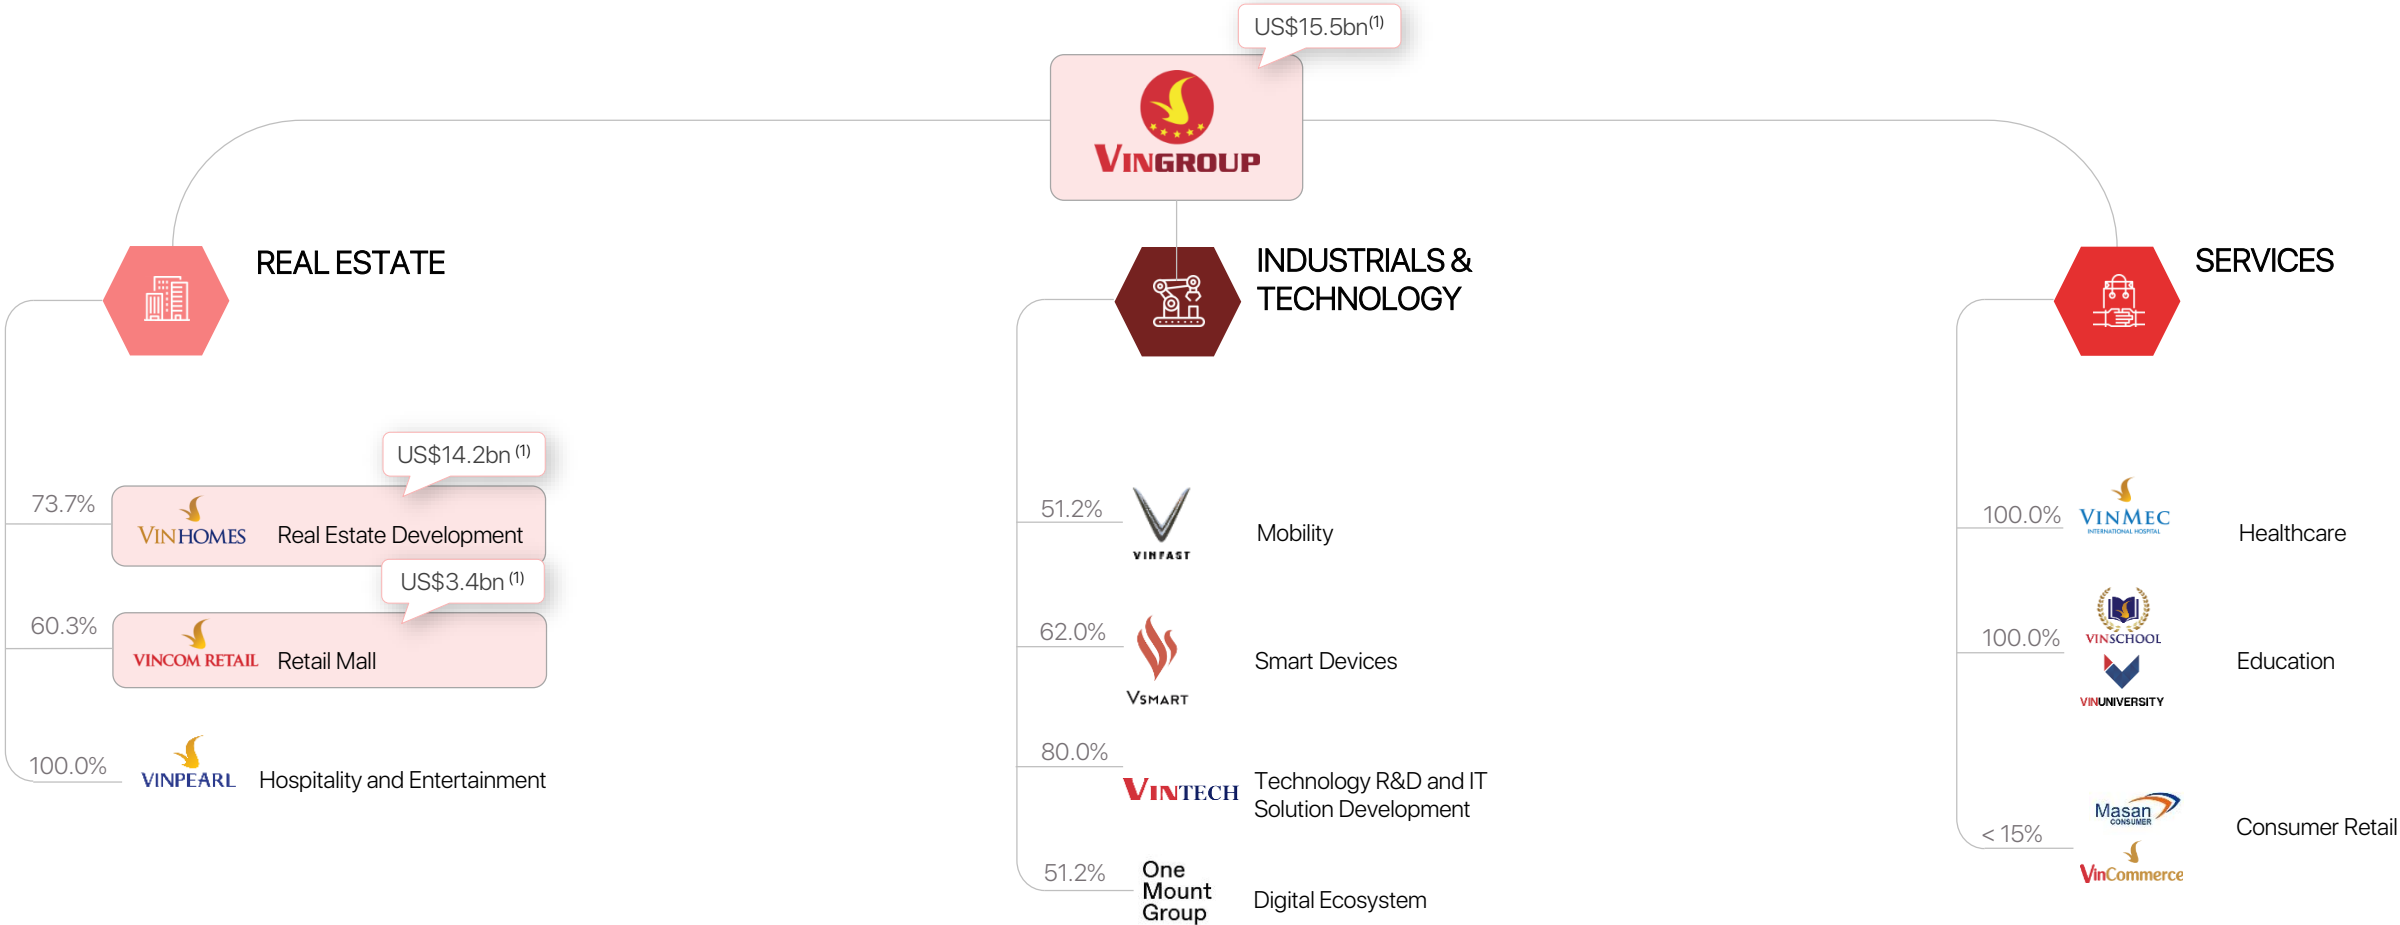 US$15.5bn(1)
VINGROUP
REAL ESTATE
US$14.2bn (1)
73.7%
VINHOMES
Real Estate Development
US$3.4bn (1)
60.3%
VINCOM RETAIL
Retail Mall
100.0%
VINPEARL
Hospitality and Entertainment
INDUSTRIALS &
TECHNOLOGY
51.2%
VINFAST
Mobility
62.0%
VSMART
Smart Devices
80.0%
VINTECH
Technology R&D and IT
Solution Development
51.2%
One
Mount
Group
Digital Ecosystem
SERVICES
100.0%
VINMEC
INTERNATIONAL HOSPITAL
Healthcare
100.0%
VINSCHOOL
VINUNIVERSITY
Education
< 15%
Masan
CONSUMER
VinCommerce
Consumer Retail